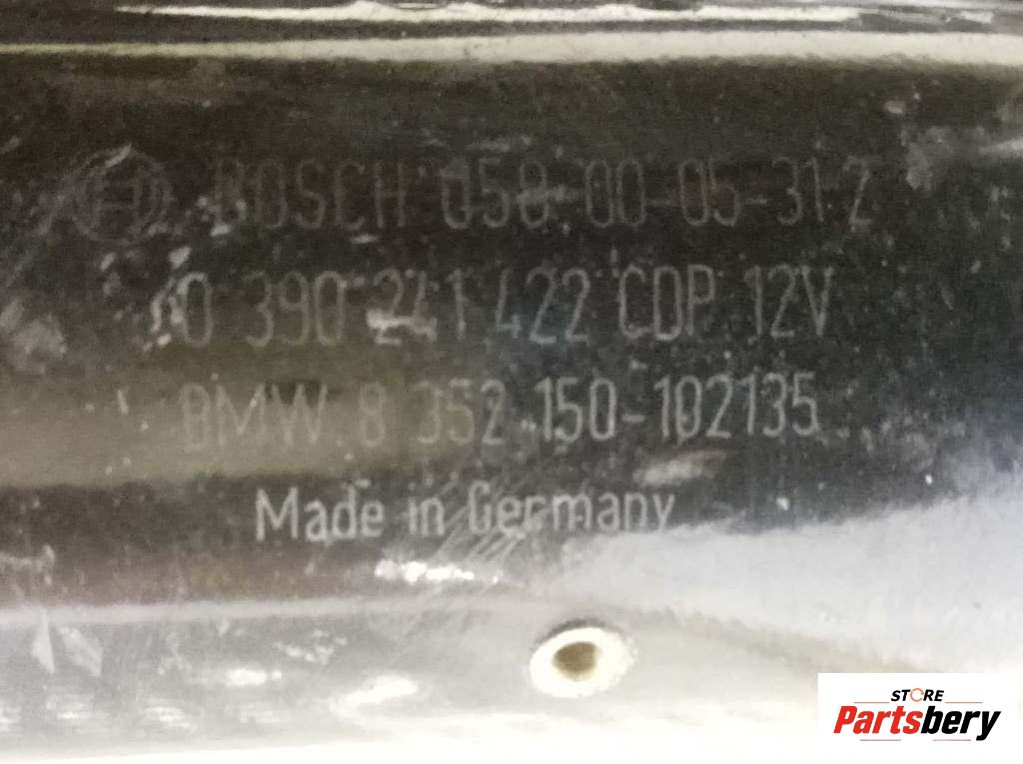 BOSCH 058-00-05-31 2
0 390 241 422 CDP 12V
BMW 8 352 150-102135
Made in Germany
STORE
Partsbery